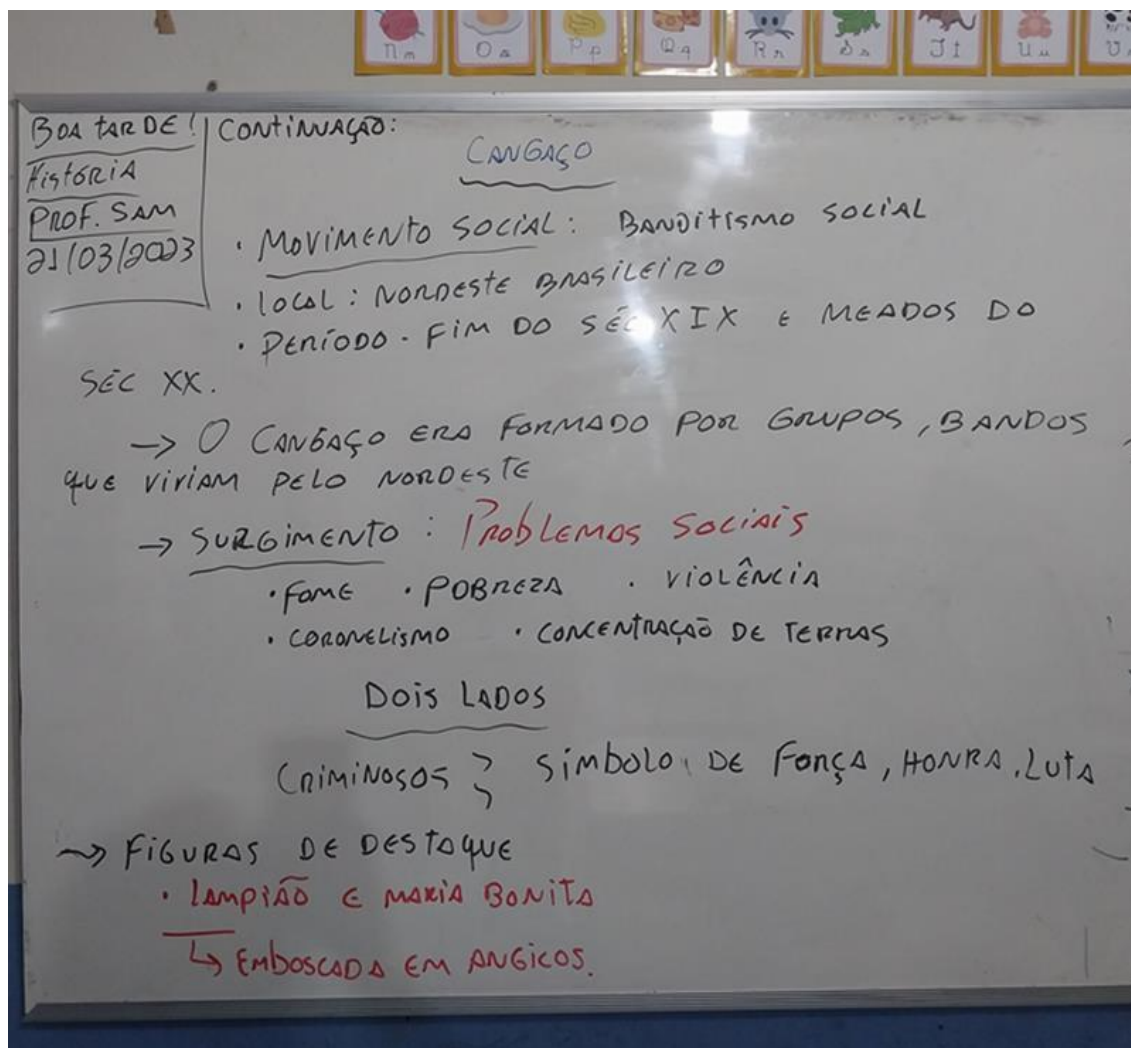 n m O o P p Q q R r S s T t U u V
BOA TARDE!
HISTÓRIA
PROF. SAM
21/03/2023
CONTINUAÇÃO:
CANGAÇO
• MOVIMENTO SOCIAL: BANDITISMO SOCIAL
• LOCAL: NORDESTE BRASILEIRO
• PERÍODO. FIM DO SÉC XIX E MEADOS DO
SÉC XX.
→ O CANGAÇO ERA FORMADO POR GRUPOS, BANDOS,
QUE VIVIAM PELO NORDESTE
→ SURGIMENTO: PROBLEMAS SOCIAIS
• FOME • POBREZA • VIOLÊNCIA
• CORONELISMO • CONCENTRAÇÃO DE TERRAS
DOIS LADOS
CRIMINOSOS } SÍMBOLO DE FORÇA, HONRA, LUTA
→ FIGURAS DE DESTAQUE
• LAMPIÃO E MARIA BONITA
↳ EMBOSCADA EM ANGICOS.